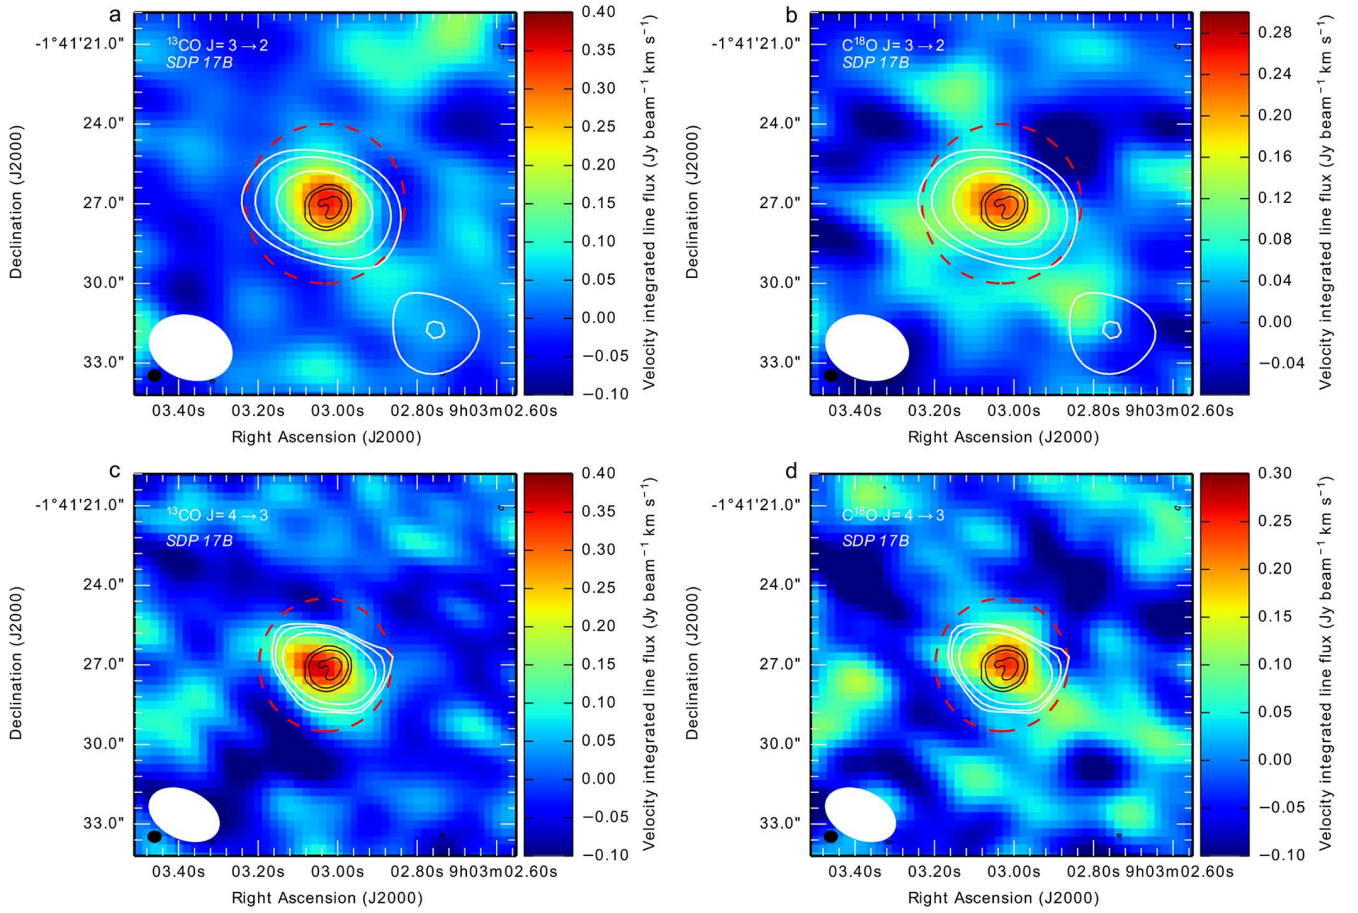 a
¹³CO J= 3 → 2
SDP 17B
-1°41'21.0"
24.0"
27.0"
30.0"
33.0"
Declination (J2000)
03.40s 03.20s 03.00s 02.80s 9h03m02.60s
Right Ascension (J2000)
0.40
0.35
0.30
0.25
0.20
0.15
0.10
0.05
0.00
−0.05
−0.10
Velocity integrated line flux (Jy beam⁻¹ km s⁻¹)
b
C¹⁸O J= 3 → 2
SDP 17B
-1°41'21.0"
24.0"
27.0"
30.0"
33.0"
Declination (J2000)
03.40s 03.20s 03.00s 02.80s 9h03m02.60s
Right Ascension (J2000)
0.28
0.24
0.20
0.16
0.12
0.08
0.04
0.00
−0.04
Velocity integrated line flux (Jy beam⁻¹ km s⁻¹)
c
¹³CO J= 4 → 3
SDP 17B
-1°41'21.0"
24.0"
27.0"
30.0"
33.0"
Declination (J2000)
03.40s 03.20s 03.00s 02.80s 9h03m02.60s
Right Ascension (J2000)
0.40
0.35
0.30
0.25
0.20
0.15
0.10
0.05
0.00
−0.05
−0.10
Velocity integrated line flux (Jy beam⁻¹ km s⁻¹)
d
C¹⁸O J= 4 → 3
SDP 17B
-1°41'21.0"
24.0"
27.0"
30.0"
33.0"
Declination (J2000)
03.40s 03.20s 03.00s 02.80s 9h03m02.60s
Right Ascension (J2000)
0.30
0.25
0.20
0.15
0.10
0.05
0.00
−0.05
−0.10
Velocity integrated line flux (Jy beam⁻¹ km s⁻¹)